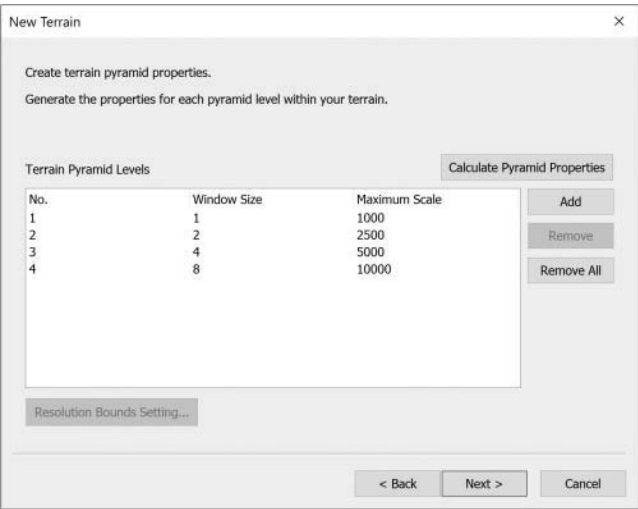 New Terrain
Create terrain pyramid properties.
Generate the properties for each pyramid level within your terrain.
Terrain Pyramid Levels
Calculate Pyramid Properties
No. Window Size Maximum Scale
1 1 1000
2 2 2500
3 4 5000
4 8 10000
Add
Remove
Remove All
Resolution Bounds Setting...
< Back Next > Cancel